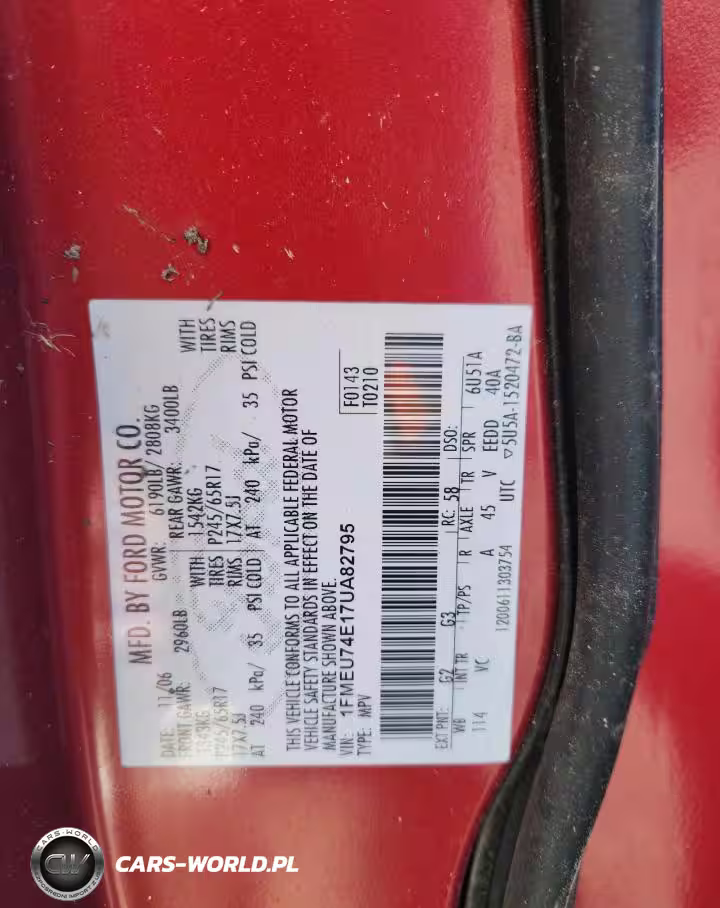 MFD. BY FORD MOTOR CO.
DATE: 11/06 GVWR: 6190LB/ 2808KG
FRONT GAWR: 2960LB REAR GAWR: 3400LB
1343KG WITH 1542KG WITH
P245/65R17 TIRES P245/65R17 TIRES
17X7.5J RIMS 17X7.5J RIMS
AT 240 kPa/ 35 PSI COLD AT 240 kPa/ 35 PSI COLD
THIS VEHICLE CONFORMS TO ALL APPLICABLE FEDERAL MOTOR
VEHICLE SAFETY STANDARDS IN EFFECT ON THE DATE OF
MANUFACTURE SHOWN ABOVE.
VIN: 1FMEU74E17UA82795
TYPE: MPV
F0143
T0210
EXT PNT: G2 G3 RC: 58 DSO:
WB INT TR TP/PS R AXLE TR SPR 6U51A
114 VC A 45 V EEDD 40A
1200611303754 UTC ▽5U5A-1520472-BA
CARS-WORLD
CW
CARS-WORLD.PL